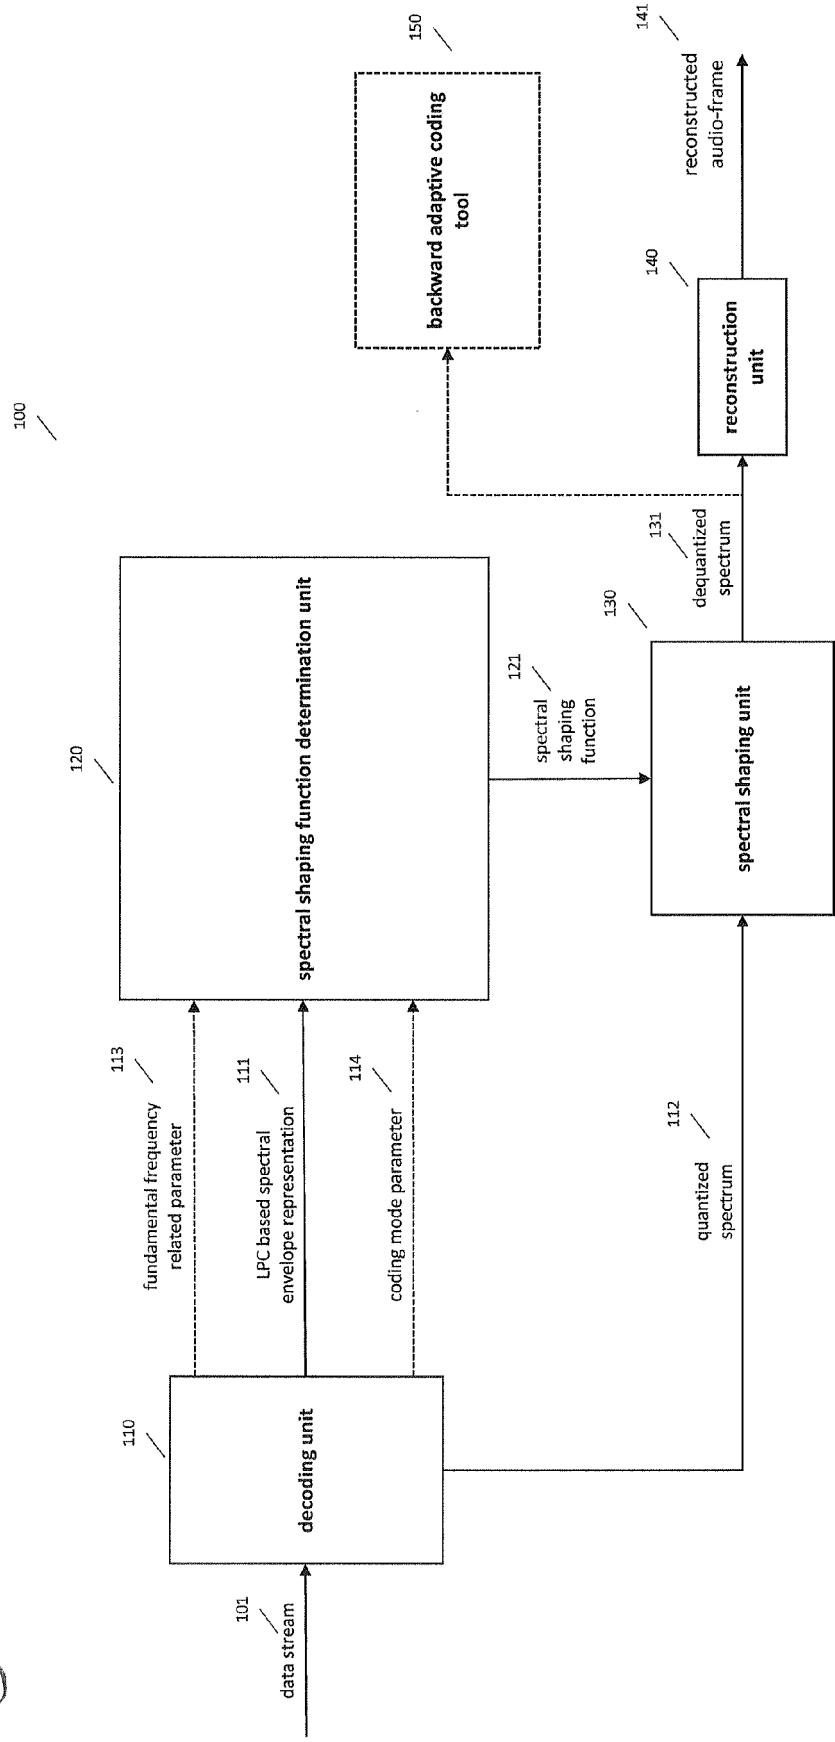 100
150
backward adaptive coding
tool
120
spectral shaping function determination unit
113
fundamental frequency
related parameter
111
LPC based spectral
envelope representation
114
coding mode parameter
110
decoding unit
101
data stream
121
spectral
shaping
function
112
quantized
spectrum
130
spectral shaping unit
131
dequantized
spectrum
140
reconstruction
unit
141
reconstructed
audio-frame